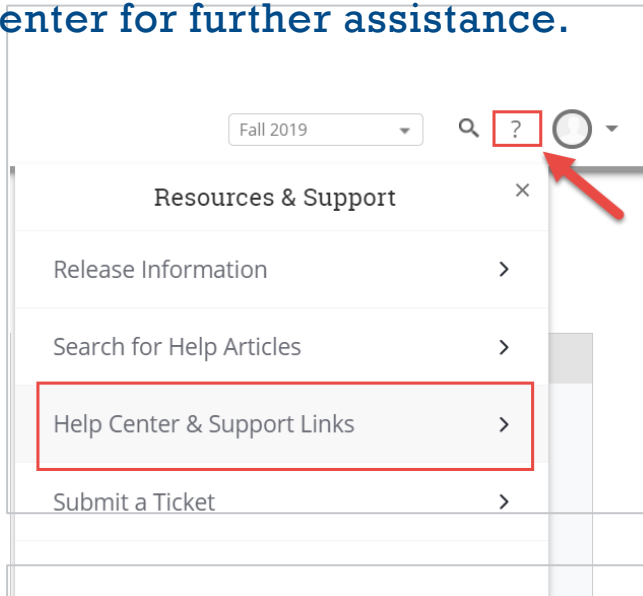 enter for further assistance.
Fall 2019 ?
Resources & Support ×
Release Information
Search for Help Articles
Help Center & Support Links
Submit a Ticket